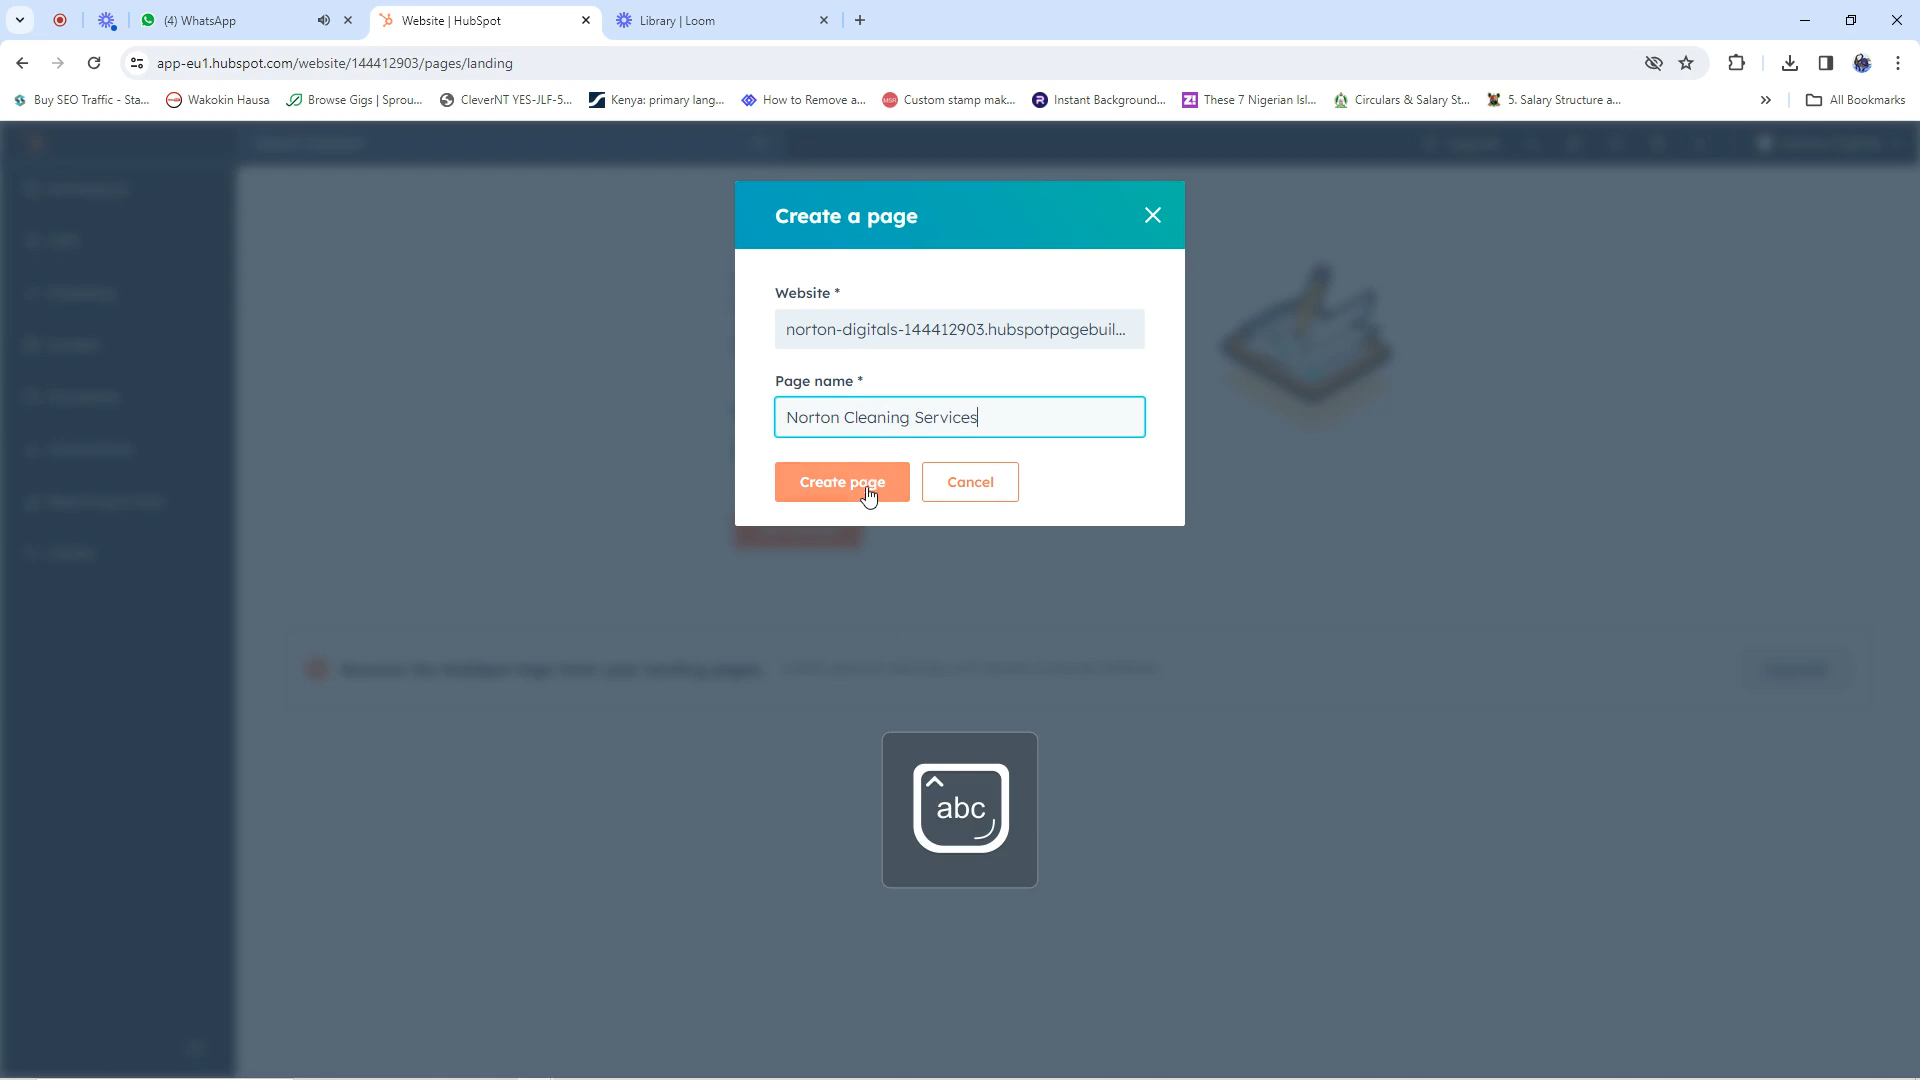 (4) WhatsApp
Website | HubSpot
Library | Loom
app-eu1.hubspot.com/website/144412903/pages/landing
Buy SEO Traffic - Sta...
Wakokin Hausa
Browse Gigs | Sprou...
CleverNT YES-JLF-5...
Kenya: primary lang...
How to Remove a...
MSR
Custom stamp mak...
Instant Background...
These 7 Nigerian Isl...
Circulars & Salary St...
5. Salary Structure a...
All Bookmarks
Create a page
Website *
norton-digitals-144412903.hubspotpagebuil...
Page name *
Norton Cleaning Services
Create page
Cancel
abc